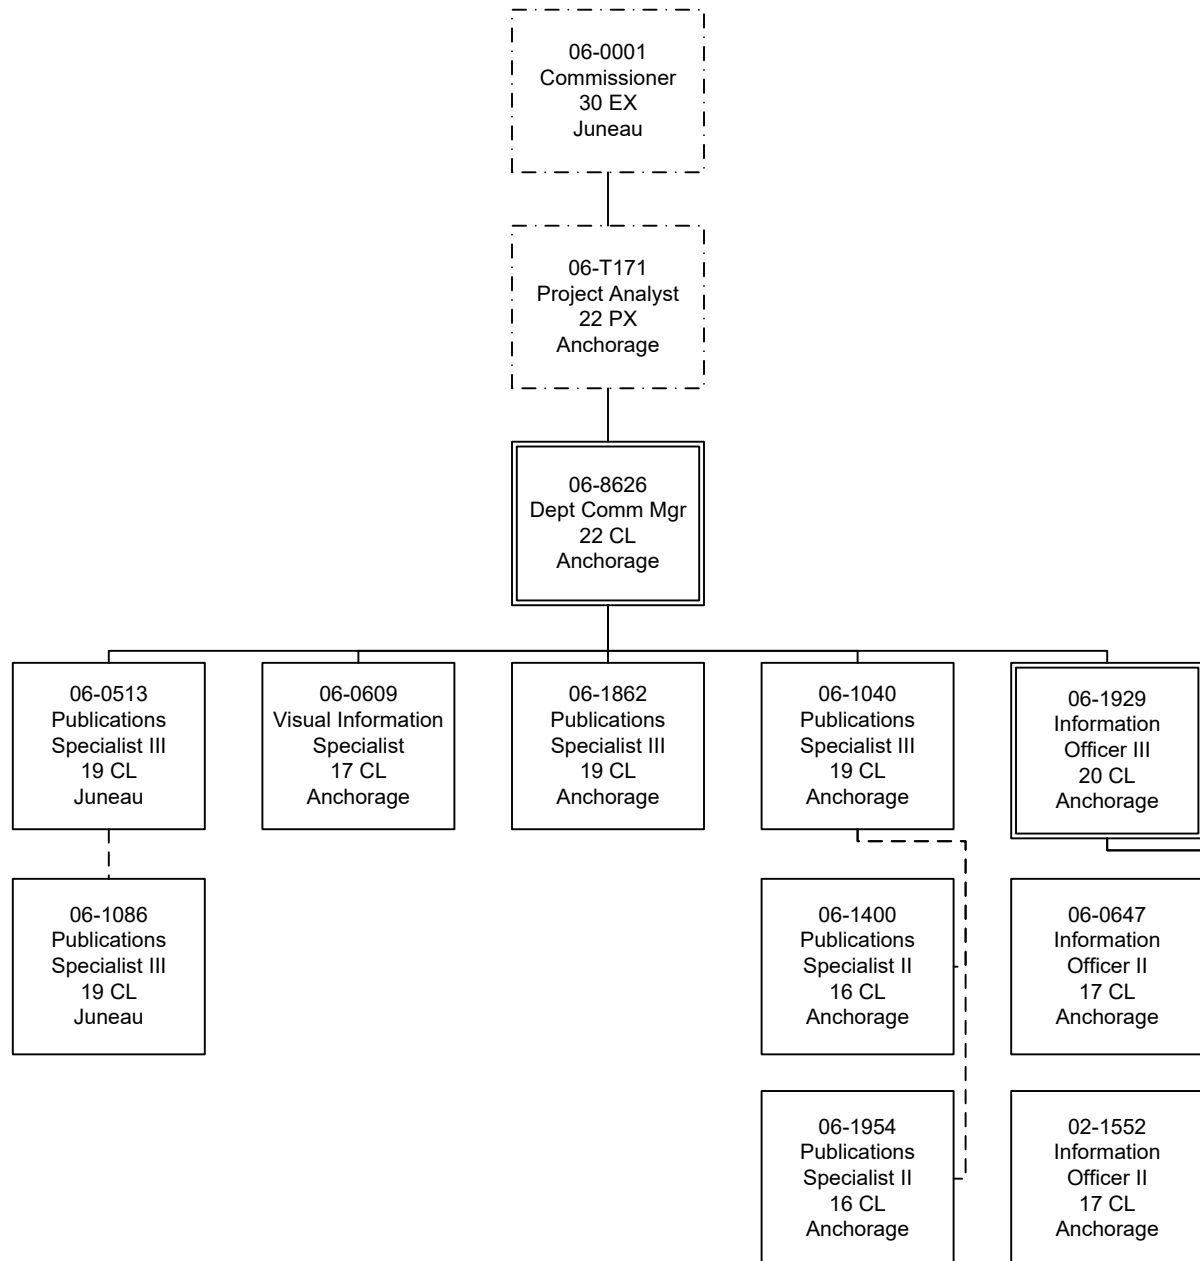 06-0001
Commissioner
30 EX
Juneau
06-T171
Project Analyst
22 PX
Anchorage
06-8626
Dept Comm Mgr
22 CL
Anchorage
06-0513
Publications
Specialist III
19 CL
Juneau
06-0609
Visual Information
Specialist
17 CL
Anchorage
06-1862
Publications
Specialist III
19 CL
Anchorage
06-1040
Publications
Specialist III
19 CL
Anchorage
06-1929
Information
Officer III
20 CL
Anchorage
06-1086
Publications
Specialist III
19 CL
Juneau
06-1400
Publications
Specialist II
16 CL
Anchorage
06-0647
Information
Officer II
17 CL
Anchorage
06-1954
Publications
Specialist II
16 CL
Anchorage
02-1552
Information
Officer II
17 CL
Anchorage